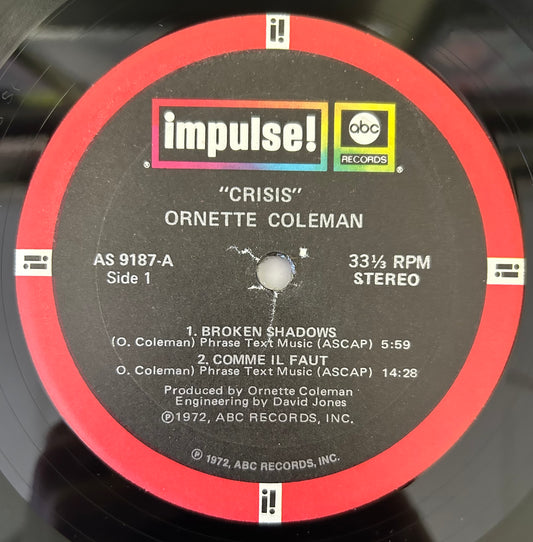 i!
impulse!
abc
RECORDS
®
®
"CRISIS"
ORNETTE COLEMAN
AS 9187-A
Side 1
33⅓ RPM
STEREO
i!
i!
1. BROKEN SHADOWS
(O. Coleman) Phrase Text Music (ASCAP) 5:59
2. COMME IL FAUT
(O. Coleman) Phrase Text Music (ASCAP) 14:28
Produced by Ornette Coleman
Engineering by David Jones
℗1972, ABC RECORDS, INC.
℗ 1972, ABC RECORDS, INC.
i!